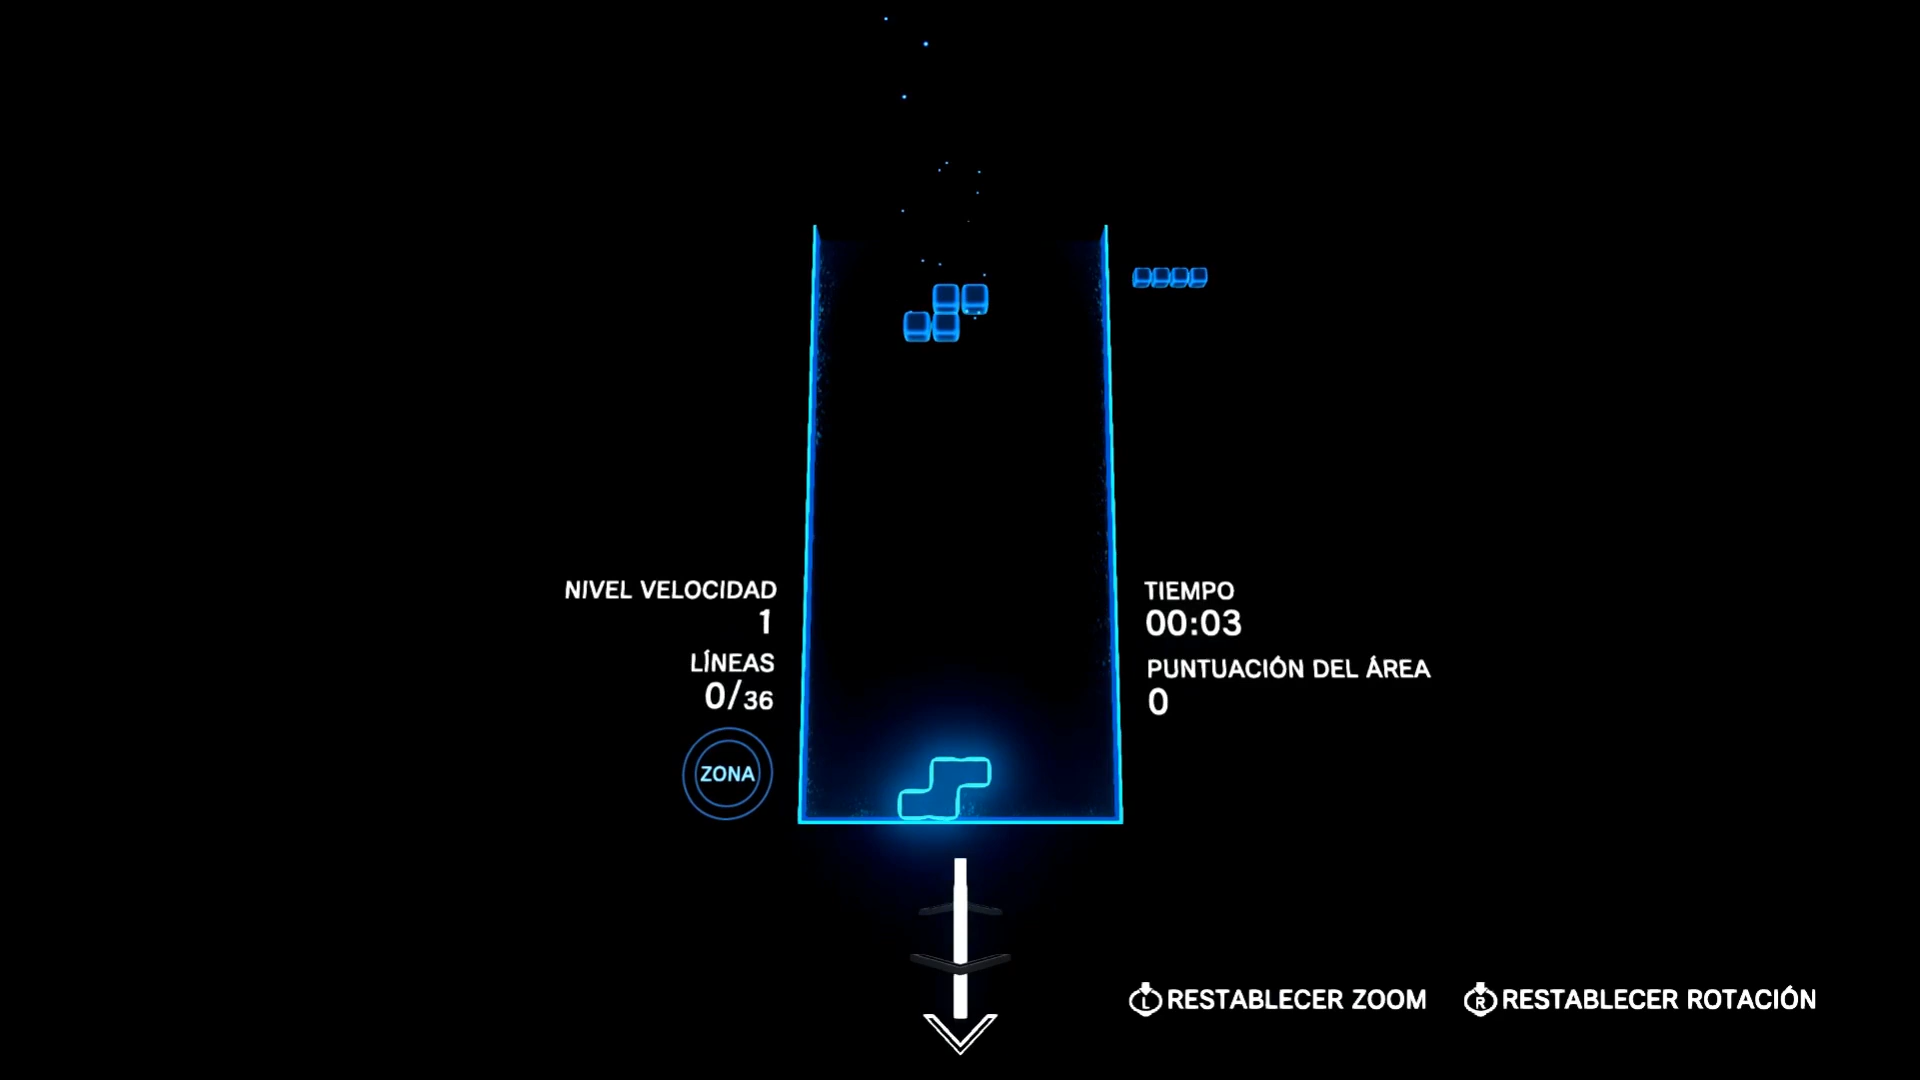 NIVEL VELOCIDAD
1
LÍNEAS
0/36
ZONA
TIEMPO
00:03
PUNTUACIÓN DEL ÁREA
0
L RESTABLECER ZOOM
R RESTABLECER ROTACIÓN